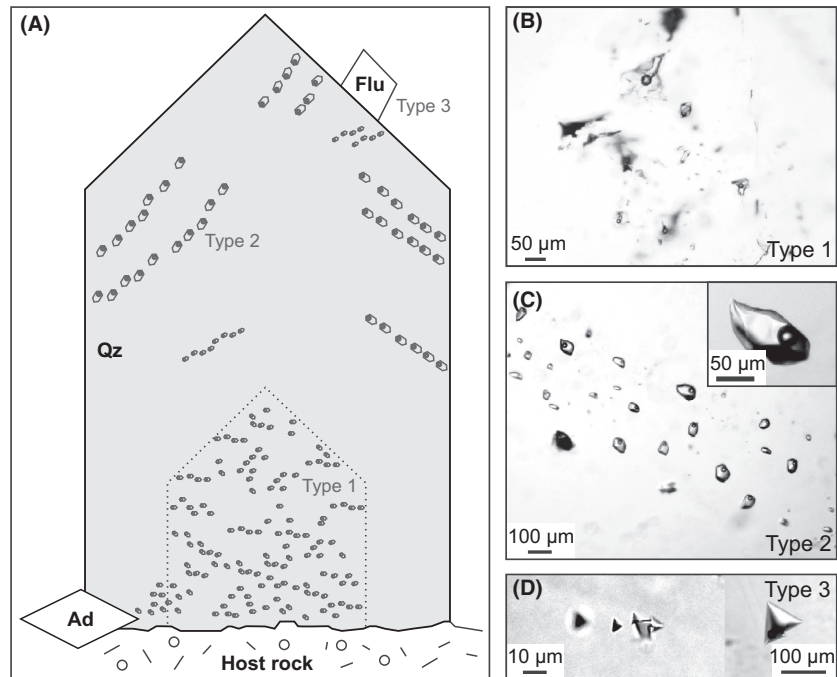 (A)
Flu
Type 3
Type 2
Qz
Type 1
Ad
Host rock
(B)
50 µm
Type 1
(C)
50 µm
100 µm
Type 2
(D)
Type 3
10 µm
100 µm